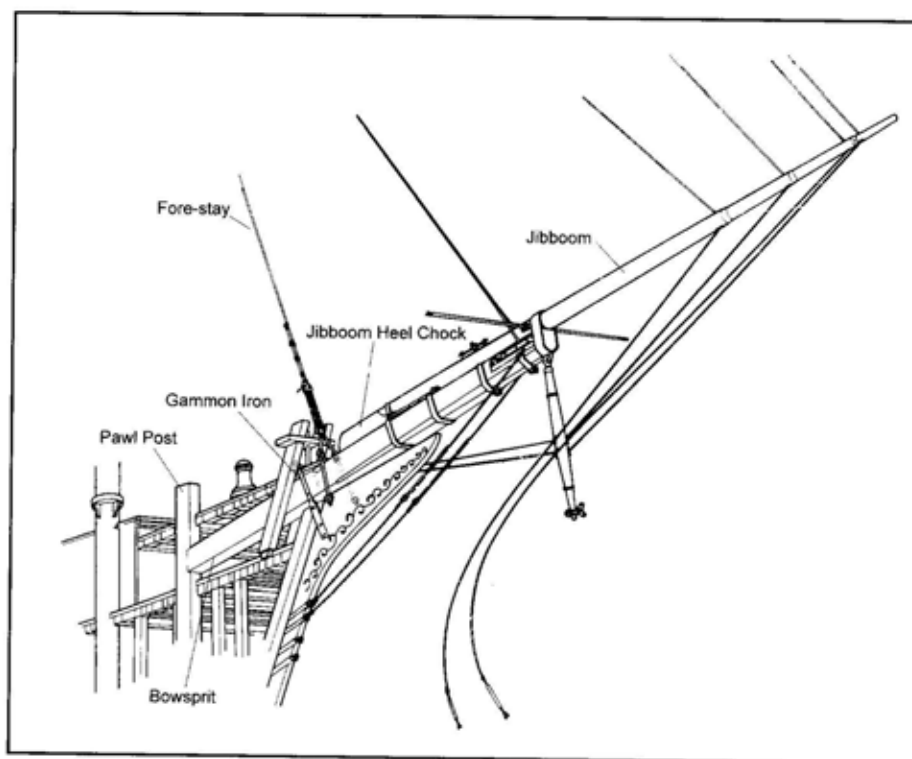 Fore-stay
Jibboom
Jibboom Heel Chock
Gammon Iron
Pawl Post
Bowsprit